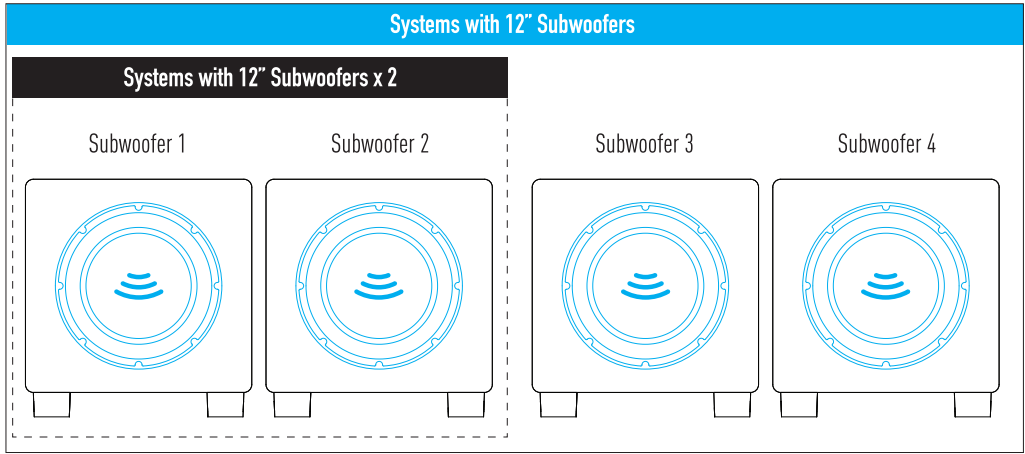 Systems with 12” Subwoofers
Systems with 12” Subwoofers x 2
Subwoofer 1
Subwoofer 2
Subwoofer 3
Subwoofer 4